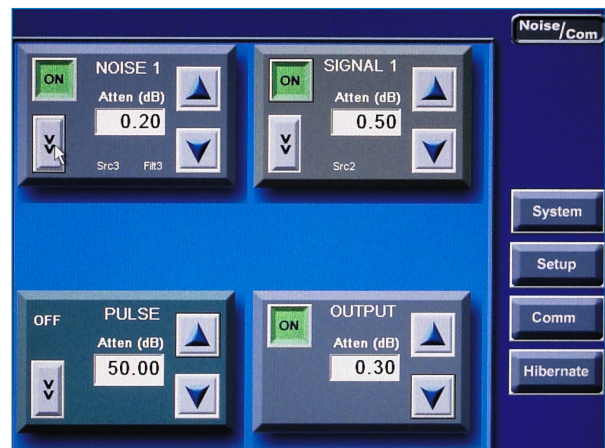 Noise/Com
ON
NOISE 1
Atten (dB)
0.20
Src3 Filt3
ON
SIGNAL 1
Atten (dB)
0.50
Src2
System
Setup
Comm
Hibernate
OFF
PULSE
Atten (dB)
50.00
ON
OUTPUT
Atten (dB)
0.30